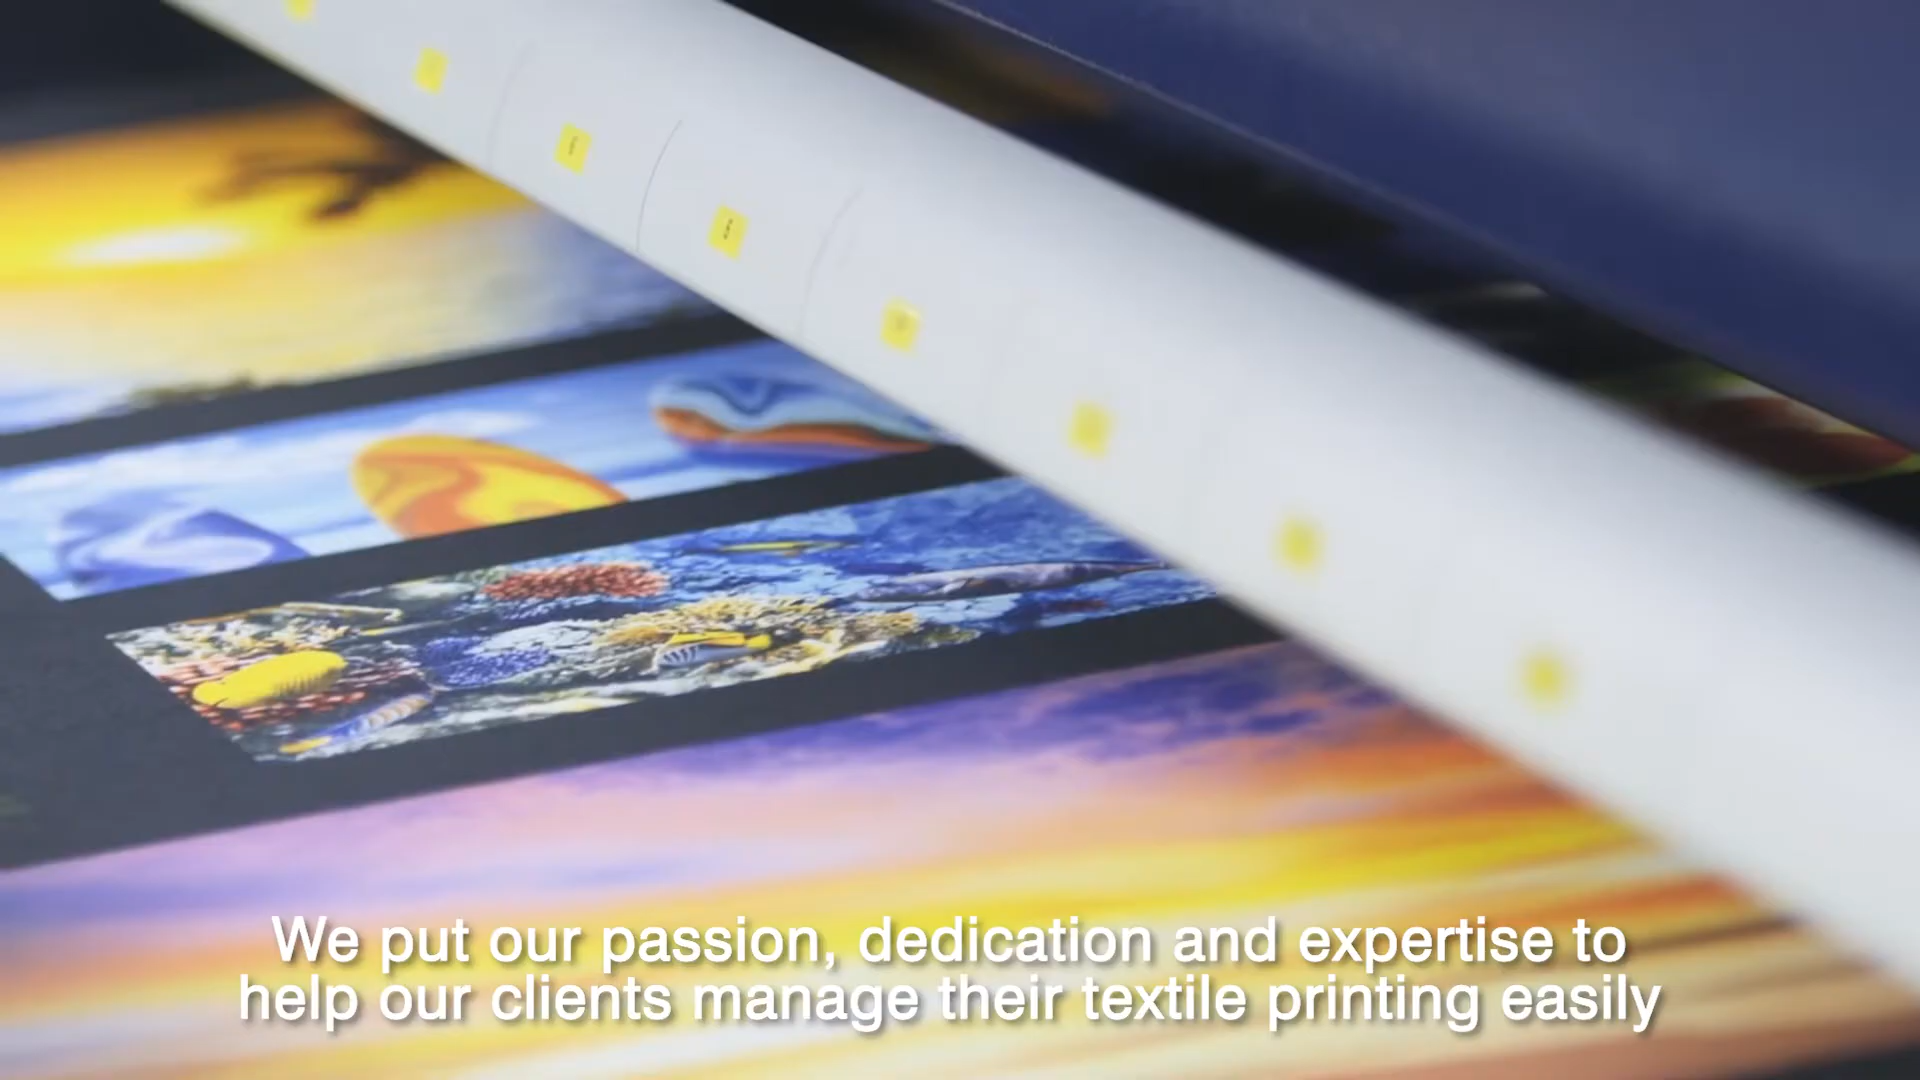 We put our passion, dedication and expertise to
help our clients manage their textile printing easily